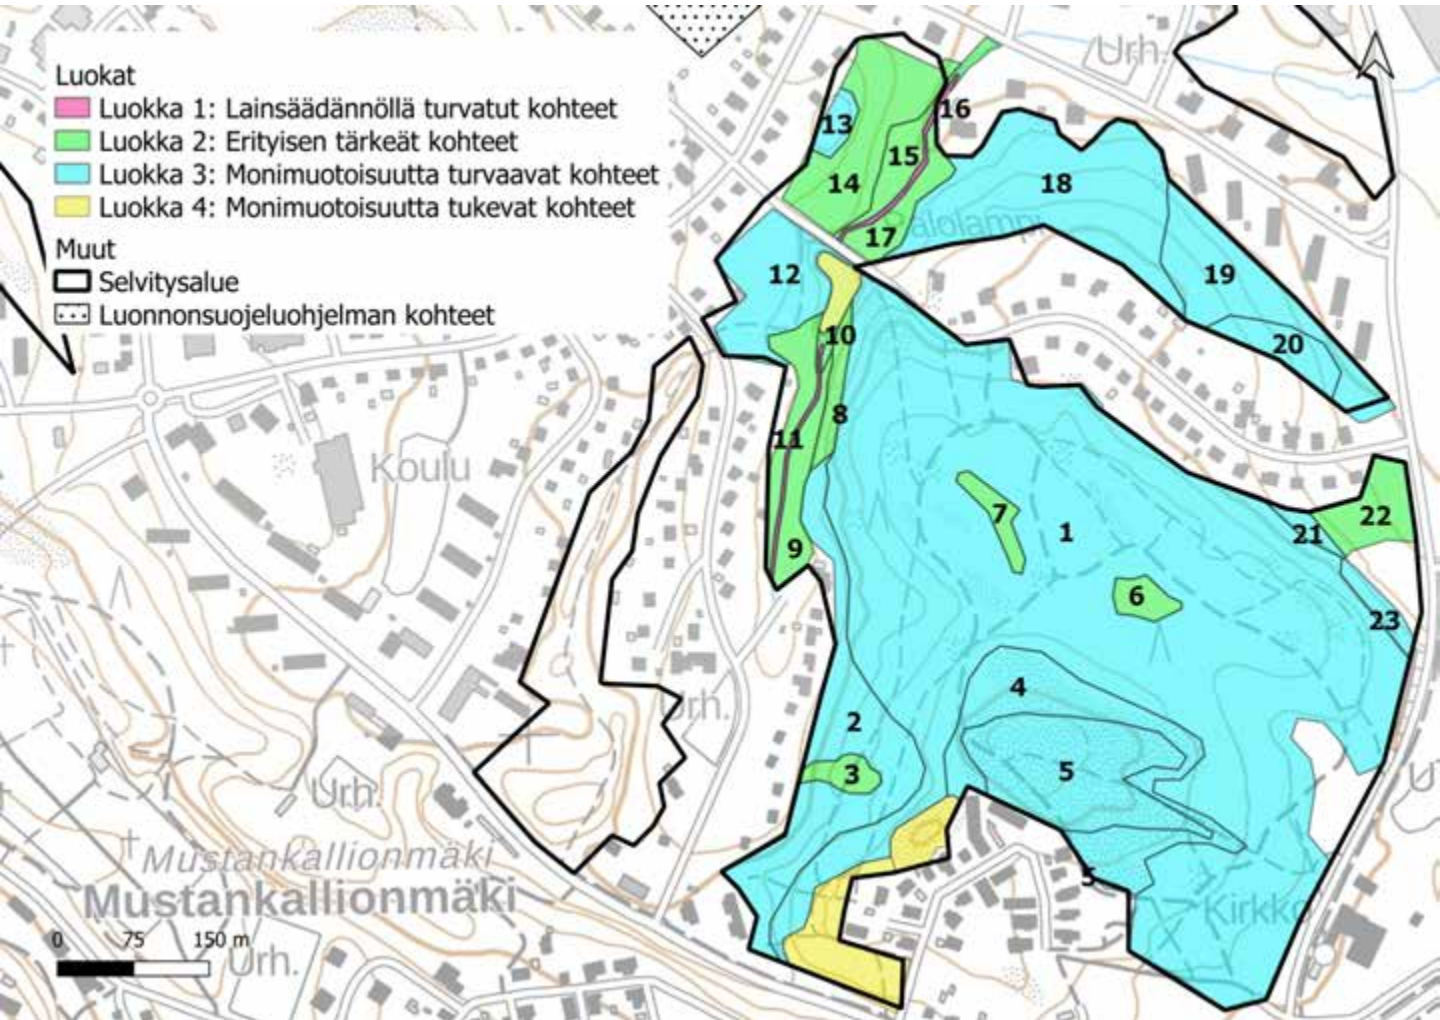 Luokat
Luokka 1: Lainsäädännöllä turvatut kohteet
Luokka 2: Erityisen tärkeät kohteet
Luokka 3: Monimuotoisuutta turvaavat kohteet
Luokka 4: Monimuotoisuutta tukevat kohteet
Muut
Selvitysalue
Luonnonsuojeluohjelman kohteet
Urh.
16
13
15
14
18
Palolampi
17
12
19
10
20
8
11
Koulu
7
1
22
21
9
6
23
4
Urh.
2
3
5
Urh.
Mustankallionmäki
5
Mustankallionmäki
Kirkko
0 75 150 m
Urh.